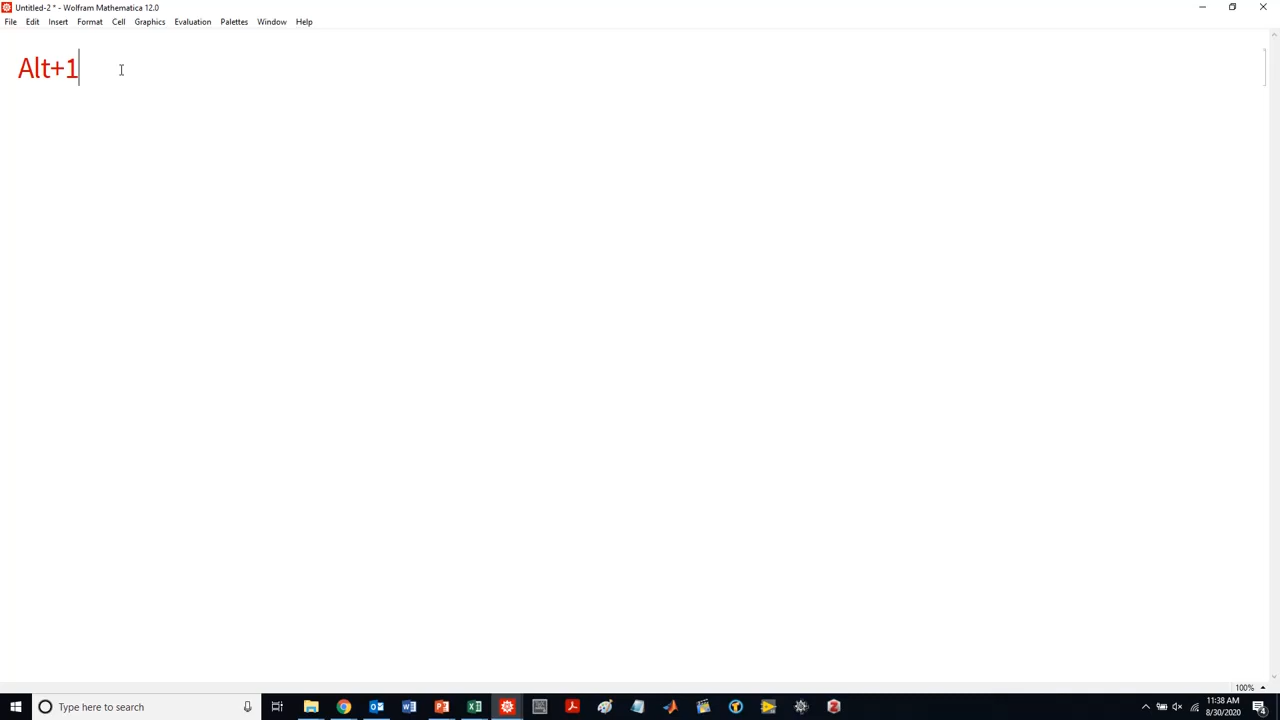 Untitled-2 * - Wolfram Mathematica 12.0
File Edit Insert Format Cell Graphics Evaluation Palettes Window Help
Alt+1
100%
Type here to search
11:38 AM
8/30/2020
4